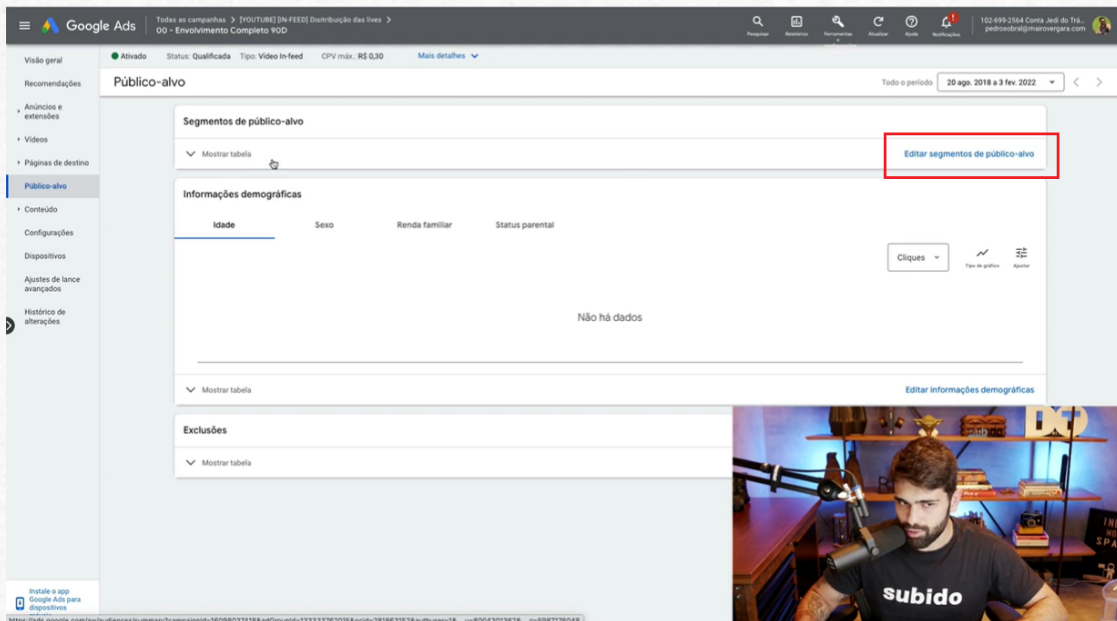 Google Ads
Todas as campanhas > [YOUTUBE] [IN-FEED] Distribuição das lives >
00 - Envolvimento Completo 90D
Pesquisar
Relatórios
Ferramentas
Atualizar
Ajuda
Notificações
102-699-2564 Conta Jedi do Trá...
pedrosobral@mairovergara.com
Ativado
Status: Qualificada
Tipo: Vídeo In-feed
CPV máx.: R$ 0,30
Mais detalhes
Visão geral
Recomendações
Anúncios e
extensões
Vídeos
Páginas de destino
Público-alvo
Conteúdo
Configurações
Dispositivos
Ajustes de lance
avançados
Histórico de
alterações
Público-alvo
Todo o período
20 ago. 2018 a 3 fev. 2022
Segmentos de público-alvo
Mostrar tabela
Editar segmentos de público-alvo
Informações demográficas
Idade
Sexo
Renda familiar
Status parental
Cliques
Tipo de gráfico
Ajustar
Não há dados
Mostrar tabela
Editar informações demográficas
Exclusões
Mostrar tabela
subido
Instale o app
Google Ads para
dispositivos